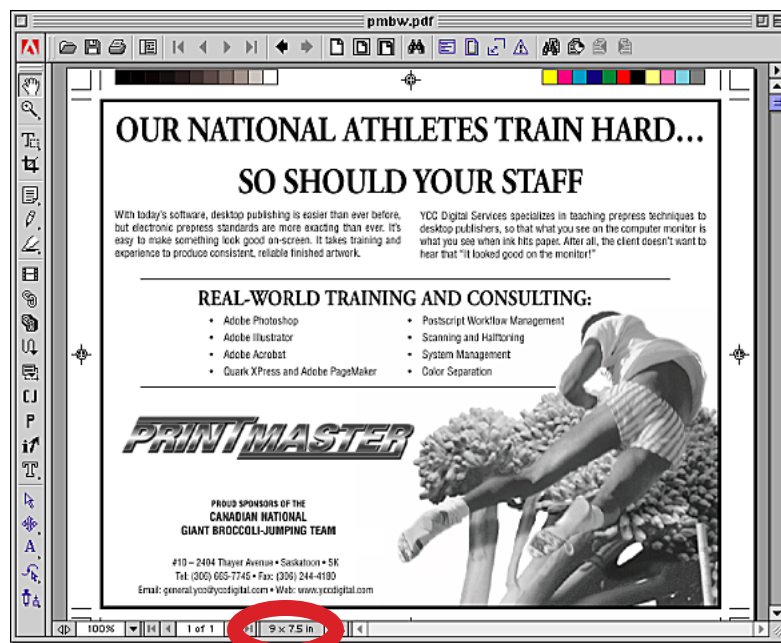 pmbw.pdf
OUR NATIONAL ATHLETES TRAIN HARD…
SO SHOULD YOUR STAFF
With today's software, desktop publishing is easier than ever before,
but electronic prepress standards are more exacting than ever. It's
easy to make something look good on-screen. It takes training and
experience to produce consistent, reliable finished artwork.
YCC Digital Services specializes in teaching prepress techniques to
desktop publishers, so that what you see on the computer monitor is
what you see when ink hits paper. After all, the client doesn't want to
hear that "It looked good on the monitor!"
REAL-WORLD TRAINING AND CONSULTING:
• Adobe Photoshop
• Adobe Illustrator
• Adobe Acrobat
• Quark XPress and Adobe PageMaker
• Postscript Workflow Management
• Scanning and Halftoning
• System Management
• Color Separation
PRINTMASTER
PROUD SPONSORS OF THE
CANADIAN NATIONAL
GIANT BROCCOLI-JUMPING TEAM
#10 – 2404 Thayer Avenue • Saskatoon • SK
Tel: (306) 665-7745 • Fax: (306) 244-4180
Email: general.ycc@yccdigital.com • Web: www.yccdigital.com
100%
1 of 1
9 x 7.5 in